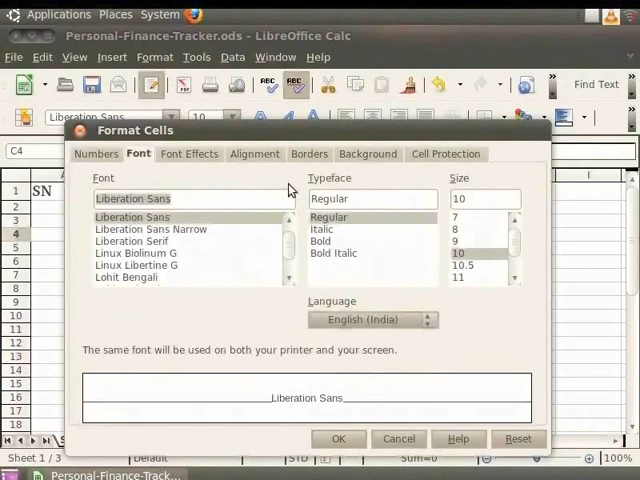 Applications Places System
Personal-Finance-Tracker.ods - LibreOffice Calc
File Edit View Insert Format Tools Data Window Help
ABC ABC Find Text
Liberation Sans 10
Format Cells
C4
Numbers Font Font Effects Alignment Borders Background Cell Protection
Font Typeface Size
A I
1 SN
Liberation Sans Regular 10
2
Liberation Sans Regular 7
3
Liberation Sans Narrow Italic 8
4
Liberation Serif Bold 9
5
Linux Biolinum G Bold Italic 10
6
Linux Libertine G 10.5
7
Lohit Bengali 11
8
9
Language
10
English (India)
11
12
13
The same font will be used on both your printer and your screen.
14
15
16
Liberation Sans
17
18
OK Cancel Help Reset
Sheet 1 / 3 Default STD Sum=0 100%
Personal-Finance-Track...